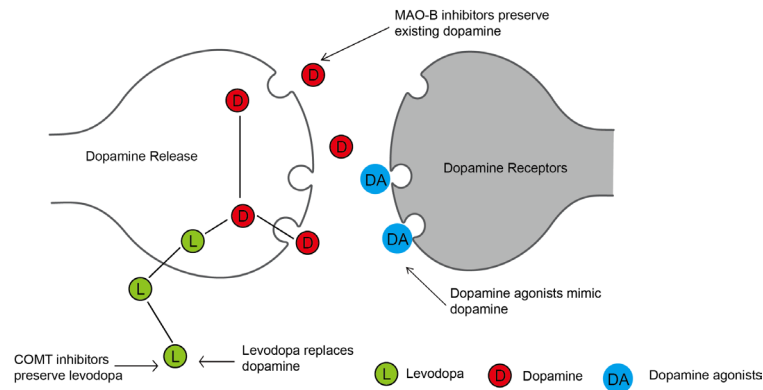 MAO-B inhibitors preserve
existing dopamine
D
D
D
Dopamine Release
Dopamine Receptors
DA
D
L
D
DA
L
Dopamine agonists mimic
dopamine
L
COMT inhibitors
preserve levodopa
Levodopa replaces
dopamine
L Levodopa
D Dopamine
DA Dopamine agonists